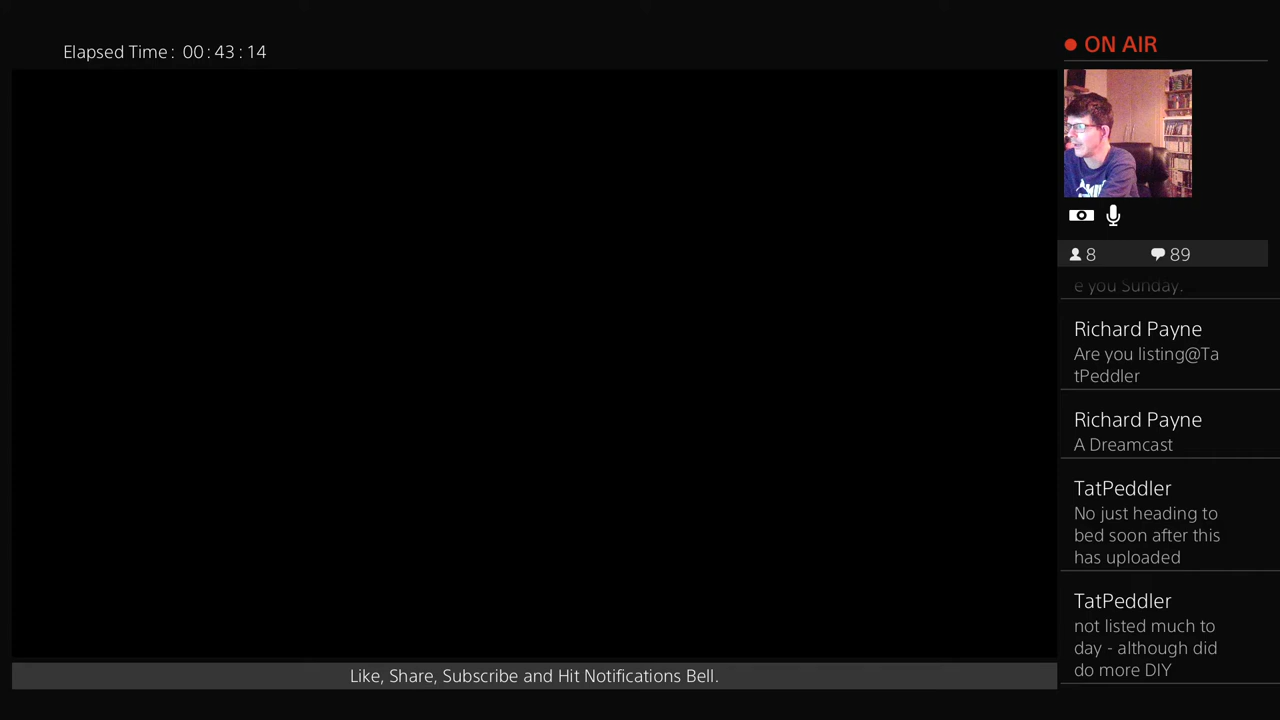 Elapsed Time: 00:43:14
ON AIR
8 89
e you Sunday.
Richard Payne
Are you listing@Ta
tPeddler
Richard Payne
A Dreamcast
TatPeddler
No just heading to
bed soon after this
has uploaded
TatPeddler
not listed much to
day - although did
do more DIY
Like, Share, Subscribe and Hit Notifications Bell.